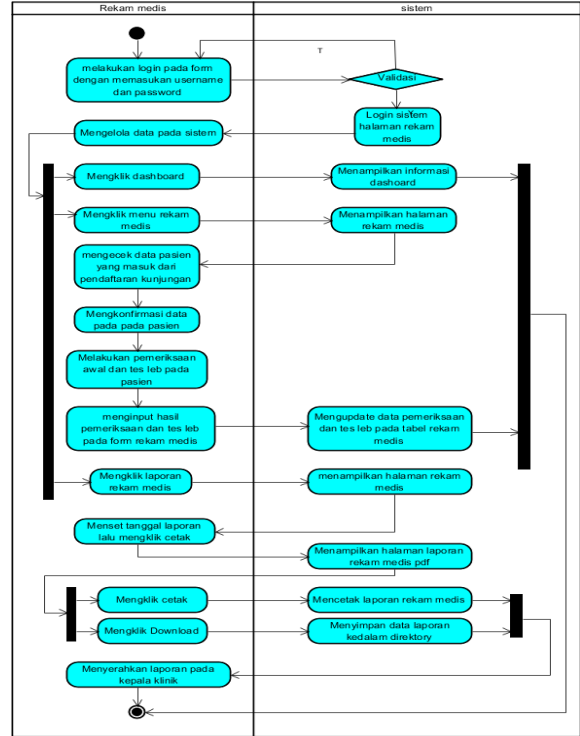 Rekam medis
sistem
T
melakukan login pada form
dengan memasukan username
dan password
Validasi
Y
Login sistem
halaman rekam
medis
Mengelola data pada sistem
Mengklik dashboard
Menampilkan informasi
dashoard
Mengklik menu rekam
medis
Menampilkan halaman
rekam medis
mengecek data pasien
yang masuk dari
pendaftaran kunjungan
Mengkonfirmasi data
pada pada pasien
Melakukan pemeriksaan
awal dan tes leb pada
pasien
menginput hasil
pemeriksaan dan tes leb
pada form rekam medis
Mengupdate data pemeriksaan
dan tes leb pada tabel rekam
medis
Mengklik laporan
rekam medis
menampilkan halaman rekam
medis
Menset tanggal laporan
lalu mengklik cetak
Menampilkan halaman laporan
rekam medis pdf
Mengklik cetak
Mencetak laporan rekam medis
Mengklik Download
Menyimpan data laporan
kedalam direktory
Menyerahkan laporan pada
kepala klinik